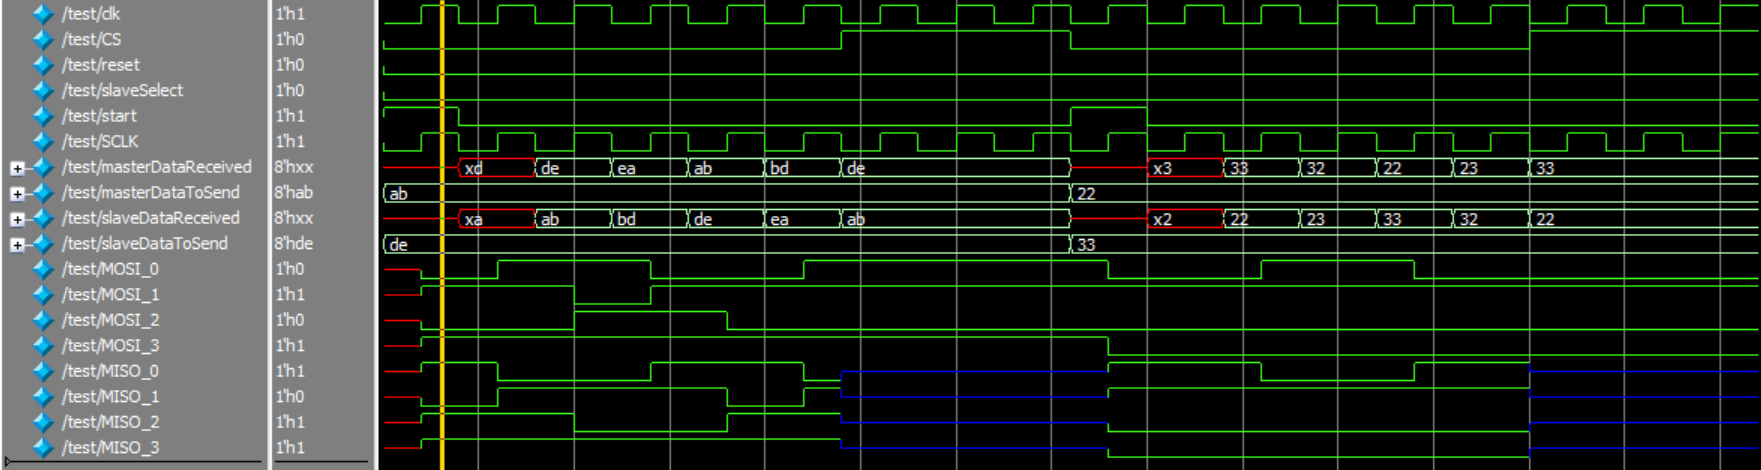 /test/clk 1'h1
/test/CS 1'h0
/test/reset 1'h0
/test/slaveSelect 1'h0
/test/start 1'h1
/test/SCLK 1'h1
/test/masterDataReceived 8'hxx xd de ea ab bd de x3 33 32 22 23 33
/test/masterDataToSend 8'hab ab 22
/test/slaveDataReceived 8'hxx xa ab bd de ea ab x2 22 23 33 32 22
/test/slaveDataToSend 8'hde de 33
/test/MOSI_0 1'h0
/test/MOSI_1 1'h1
/test/MOSI_2 1'h0
/test/MOSI_3 1'h1
/test/MISO_0 1'h1
/test/MISO_1 1'h0
/test/MISO_2 1'h1
/test/MISO_3 1'h1